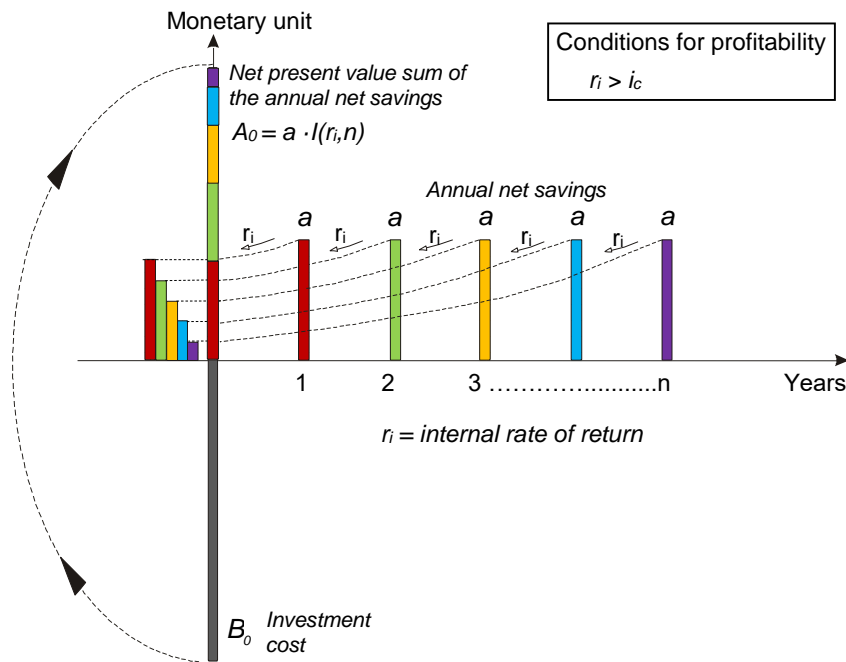 Monetary unit
Conditions for profitability
rᵢ > i꜀
Net present value sum of
the annual net savings
A₀ = a · I(rᵢ,n)
Annual net savings
a a a a a
rᵢ rᵢ rᵢ rᵢ rᵢ
1 2 3 ……………...........n Years
rᵢ = internal rate of return
B₀ Investment
cost